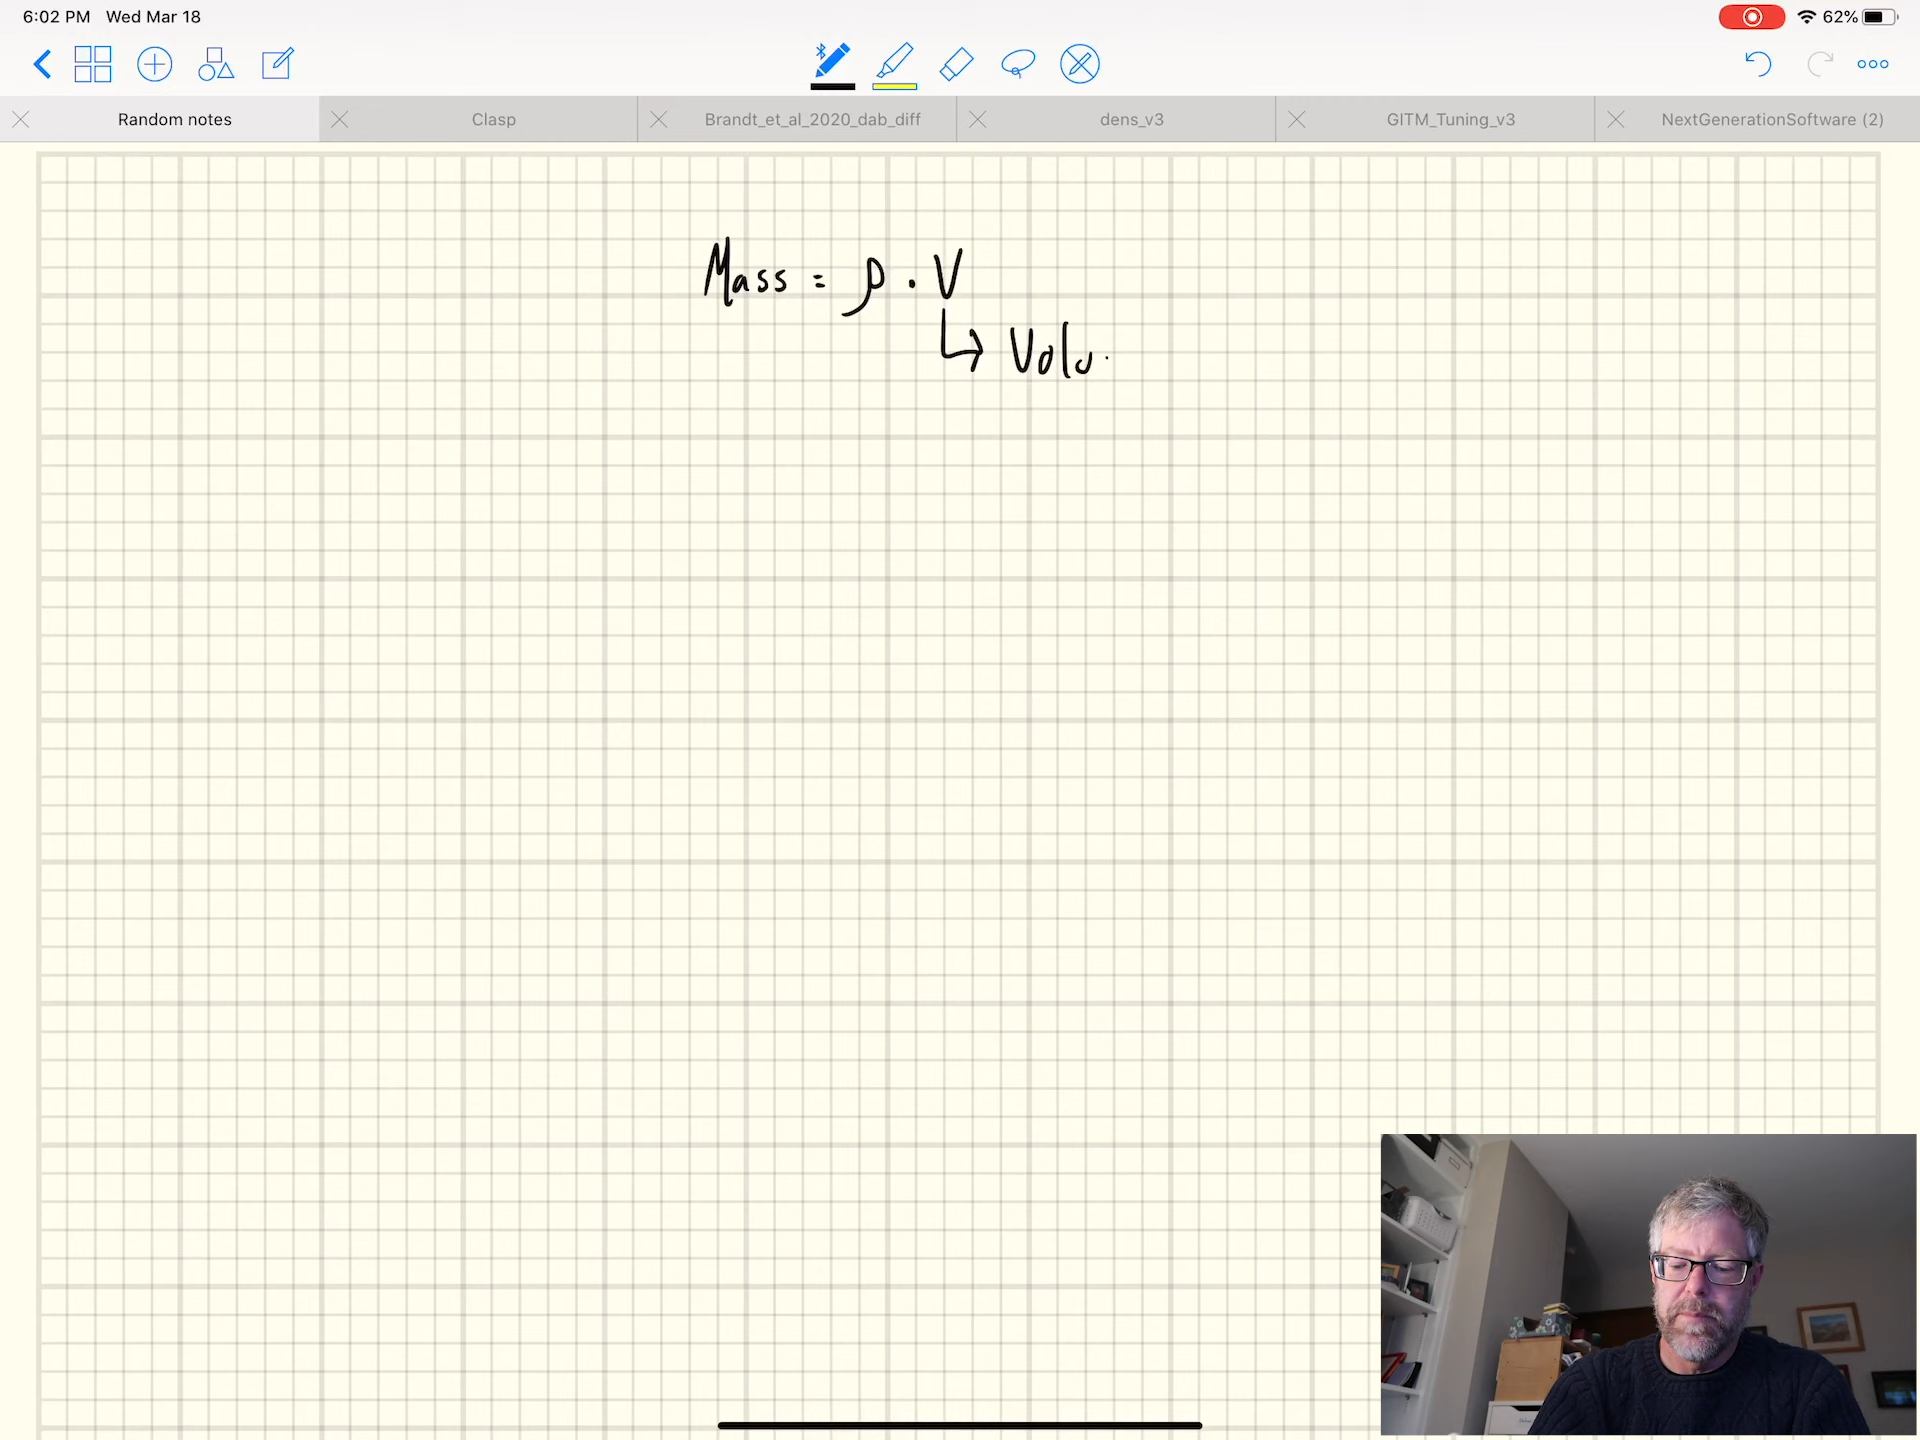 6:02 PM Wed Mar 18 62%
Random notes Clasp Brandt_et_al_2020_dab_diff dens_v3 GITM_Tuning_v3 NextGenerationSoftware (2)
Mass = ρ · V
↳ Volu